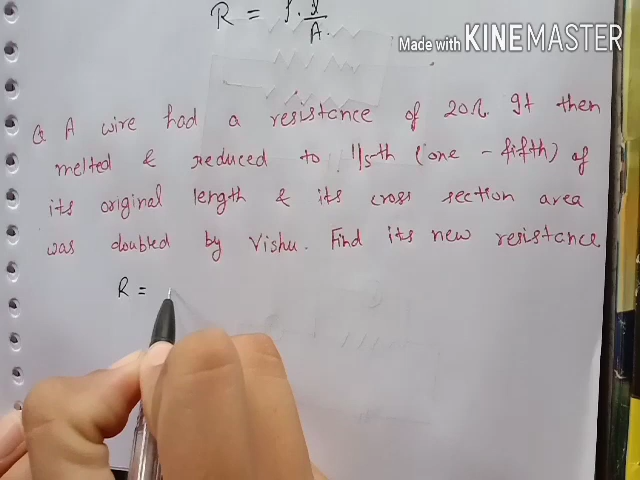 R = ρ. l/A.
Made with KINEMASTER
Q A wire had a resistance of 20Ω. It then
melted & reduced to 1/5th (one - fifth) of
its original length & its cross section area
was doubled by Vishu. Find its new resistance
R =